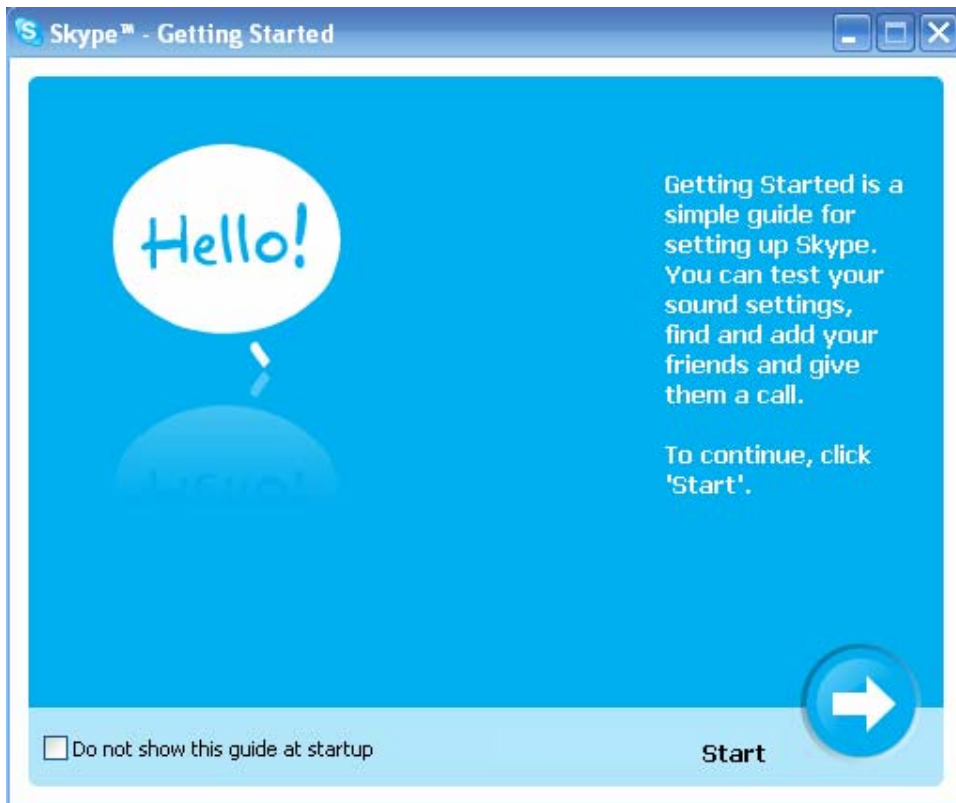 Skype™ - Getting Started
Hello!
Getting Started is a
simple guide for
setting up Skype.
You can test your
sound settings,
find and add your
friends and give
them a call.
To continue, click
'Start'.
Do not show this guide at startup
Start